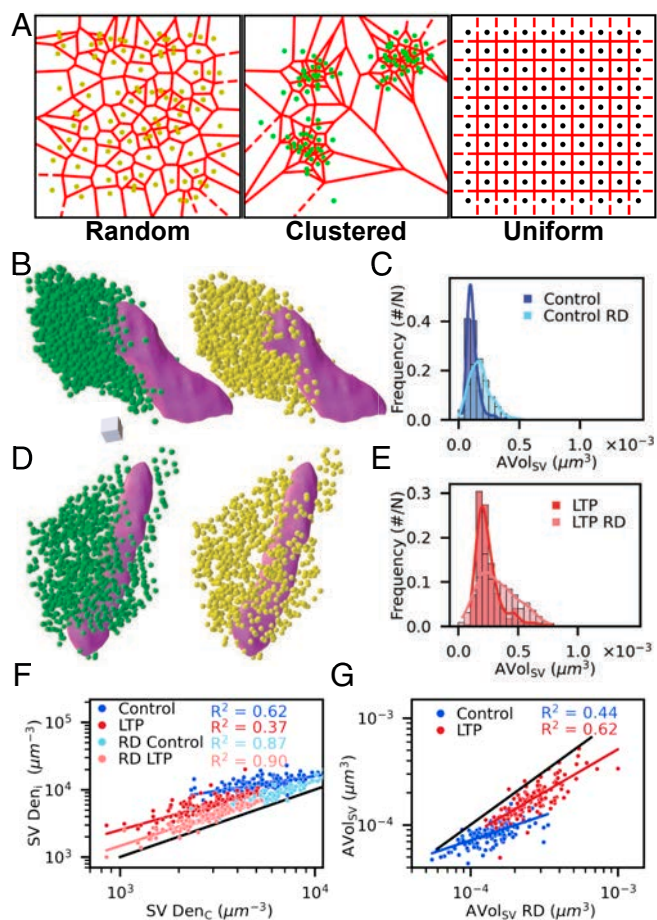 A
Random
Clustered
Uniform
B
C
Frequency (#/N)
0.4
0.2
0.0
Control
Control RD
0.0
0.5
1.0
×10⁻³
AVol_SV (μm³)
D
E
Frequency (#/N)
0.3
0.2
0.1
0.0
LTP
LTP RD
0.0
0.5
1.0
×10⁻³
AVol_SV (μm³)
F
SV Den_i (μm⁻³)
10⁵
10⁴
10³
Control R² = 0.62
LTP R² = 0.37
RD Control R² = 0.87
RD LTP R² = 0.90
10³
10⁴
SV Den_C (μm⁻³)
G
AVol_SV (μm³)
10⁻³
10⁻⁴
Control R² = 0.44
LTP R² = 0.62
10⁻⁴
10⁻³
AVol_SV RD (μm³)